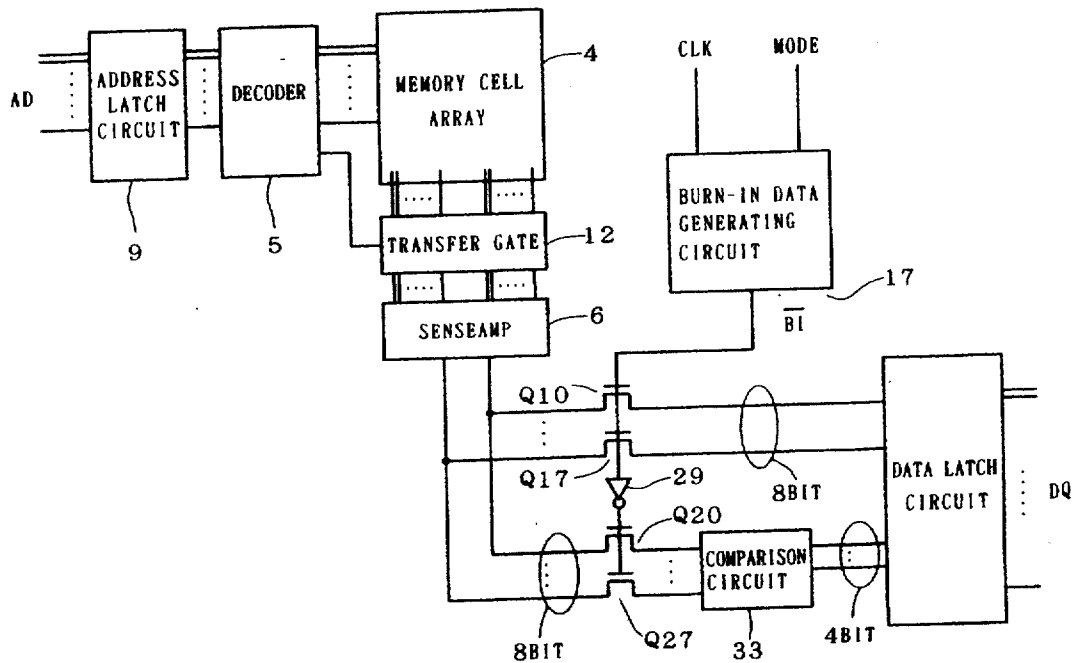 AD
ADDRESS
LATCH
CIRCUIT
9
DECODER
5
MEMORY CELL
ARRAY
4
TRANSFER GATE
12
SENSEAMP
6
CLK
MODE
BURN-IN DATA
GENERATING
CIRCUIT
17
B̅I̅
Q10
Q17
8BIT
29
Q20
Q27
8BIT
COMPARISON
CIRCUIT
33
4BIT
DATA LATCH
CIRCUIT
DQ